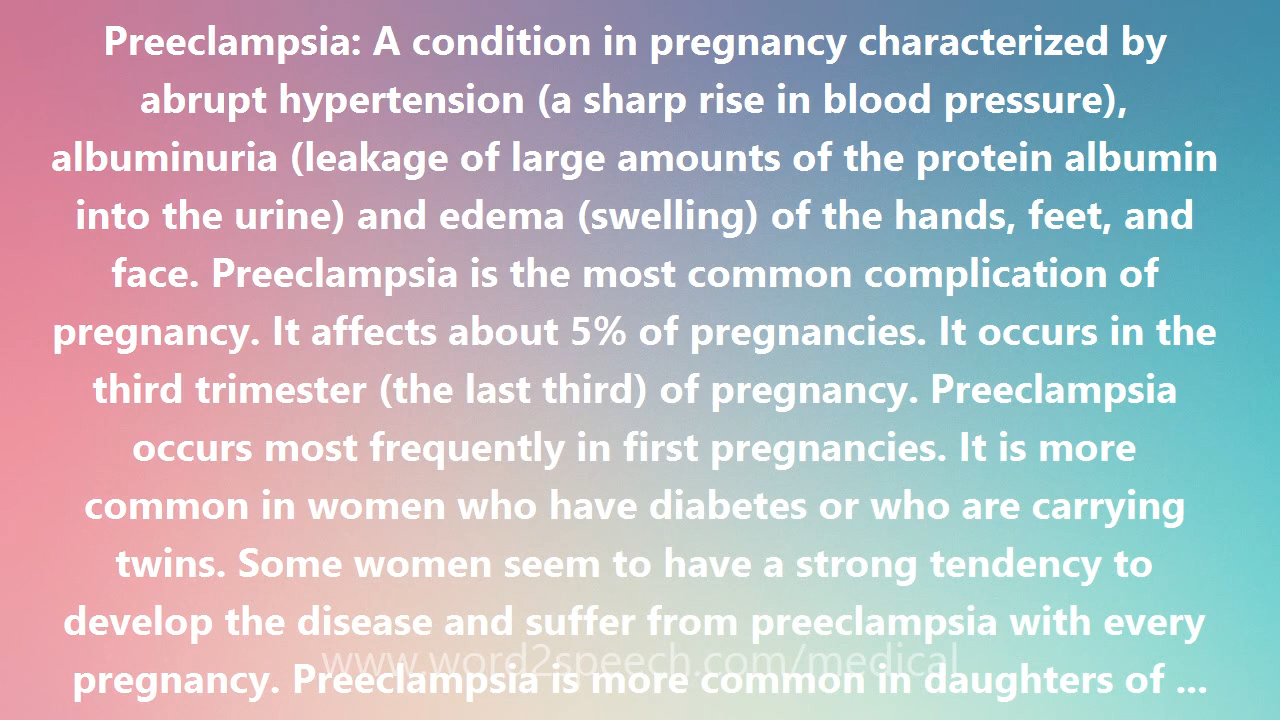 Preeclampsia: A condition in pregnancy characterized by
abrupt hypertension (a sharp rise in blood pressure),
albuminuria (leakage of large amounts of the protein albumin
into the urine) and edema (swelling) of the hands, feet, and
face. Preeclampsia is the most common complication of
pregnancy. It affects about 5% of pregnancies. It occurs in the
third trimester (the last third) of pregnancy. Preeclampsia
occurs most frequently in first pregnancies. It is more
common in women who have diabetes or who are carrying
twins. Some women seem to have a strong tendency to
develop the disease and suffer from preeclampsia with every
www.word2speech.com/medical
pregnancy. Preeclampsia is more common in daughters of ...